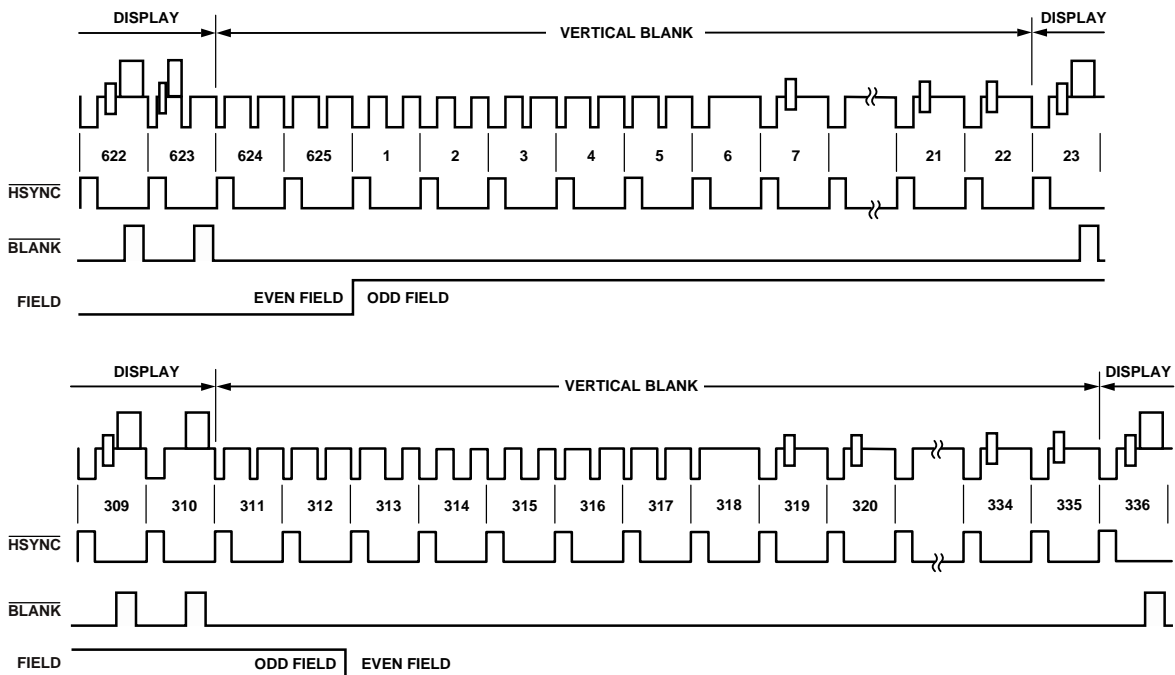 DISPLAY VERTICAL BLANK DISPLAY
622 623 624 625 1 2 3 4 5 6 7 21 22 23
HSYNC
BLANK
FIELD EVEN FIELD ODD FIELD
DISPLAY VERTICAL BLANK DISPLAY
309 310 311 312 313 314 315 316 317 318 319 320 334 335 336
HSYNC
BLANK
FIELD ODD FIELD EVEN FIELD